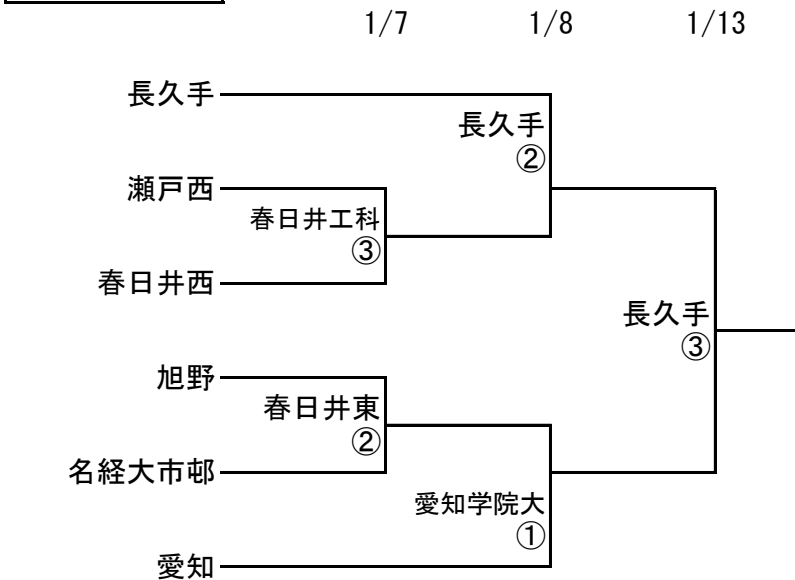 1/7 1/8 1/13
長久手
長久手
②
瀬戸西
春日井工科
③
春日井西
長久手
③
旭野
春日井東
②
名経大市邨
愛知学院大
①
愛知